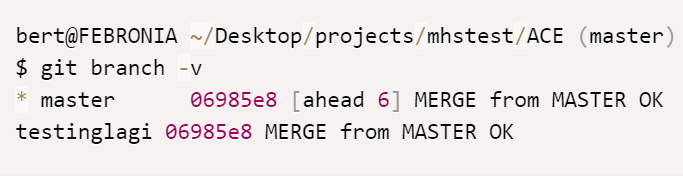 bert@FEBRONIA ~/Desktop/projects/mhstest/ACE (master)
$ git branch -v
* master       06985e8 [ahead 6] MERGE from MASTER OK
testinglagi 06985e8 MERGE from MASTER OK